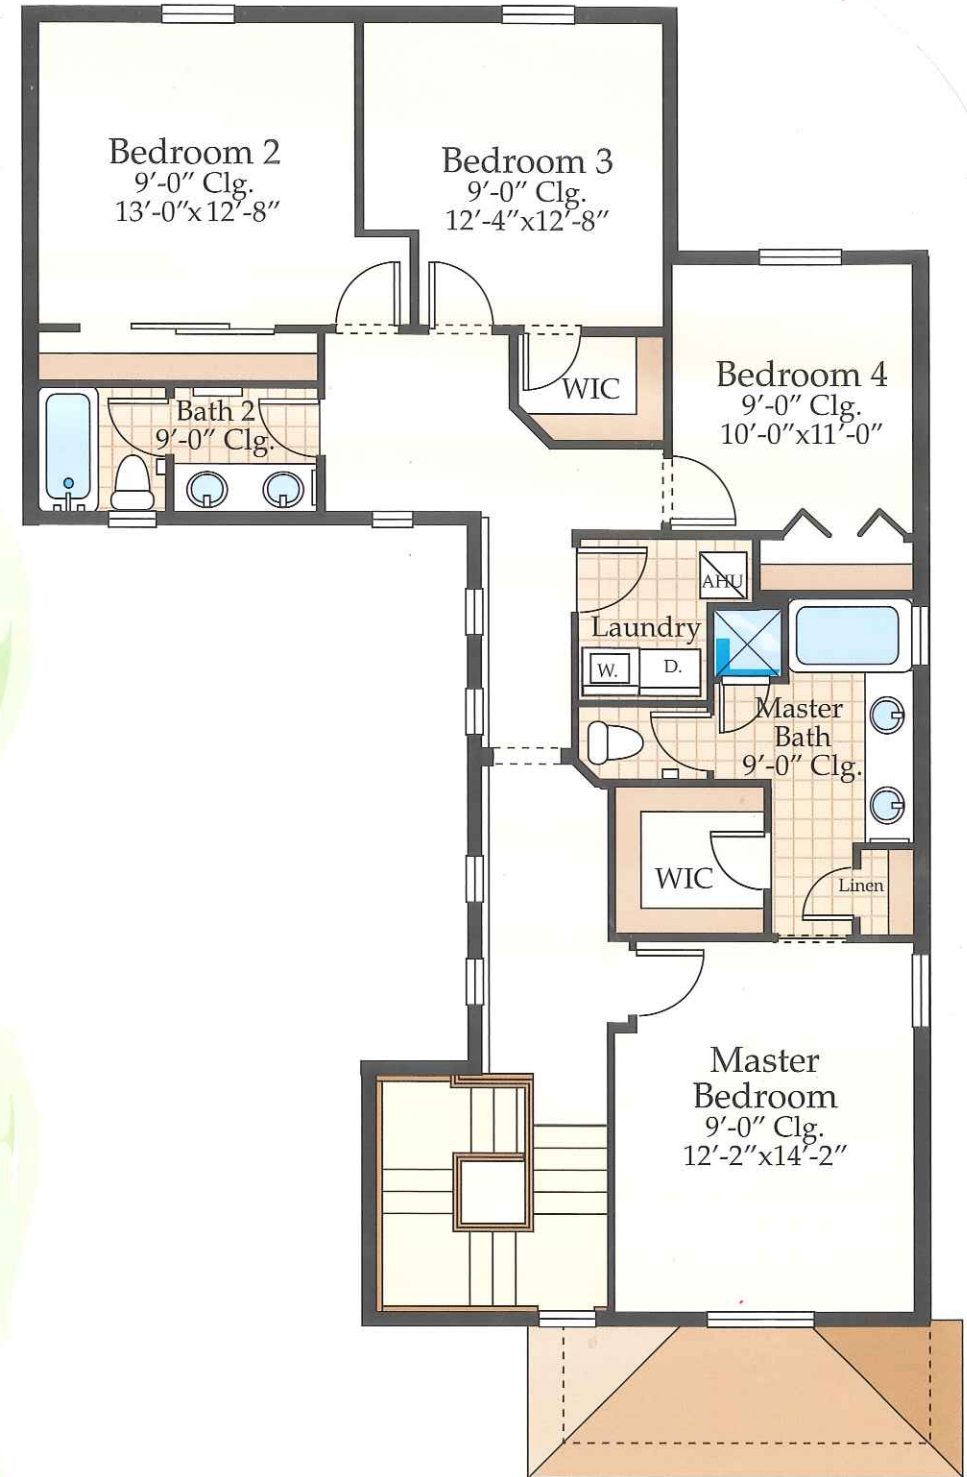 Bedroom 2
9'-0" Clg.
13'-0"x12'-8"
Bedroom 3
9'-0" Clg.
12'-4"x12'-8"
WIC
Bedroom 4
9'-0" Clg.
10'-0"x11'-0"
Bath 2
9'-0" Clg.
AHU
Laundry
W.
D.
Master
Bath
9'-0" Clg.
WIC
Linen
Master
Bedroom
9'-0" Clg.
12'-2"x14'-2"